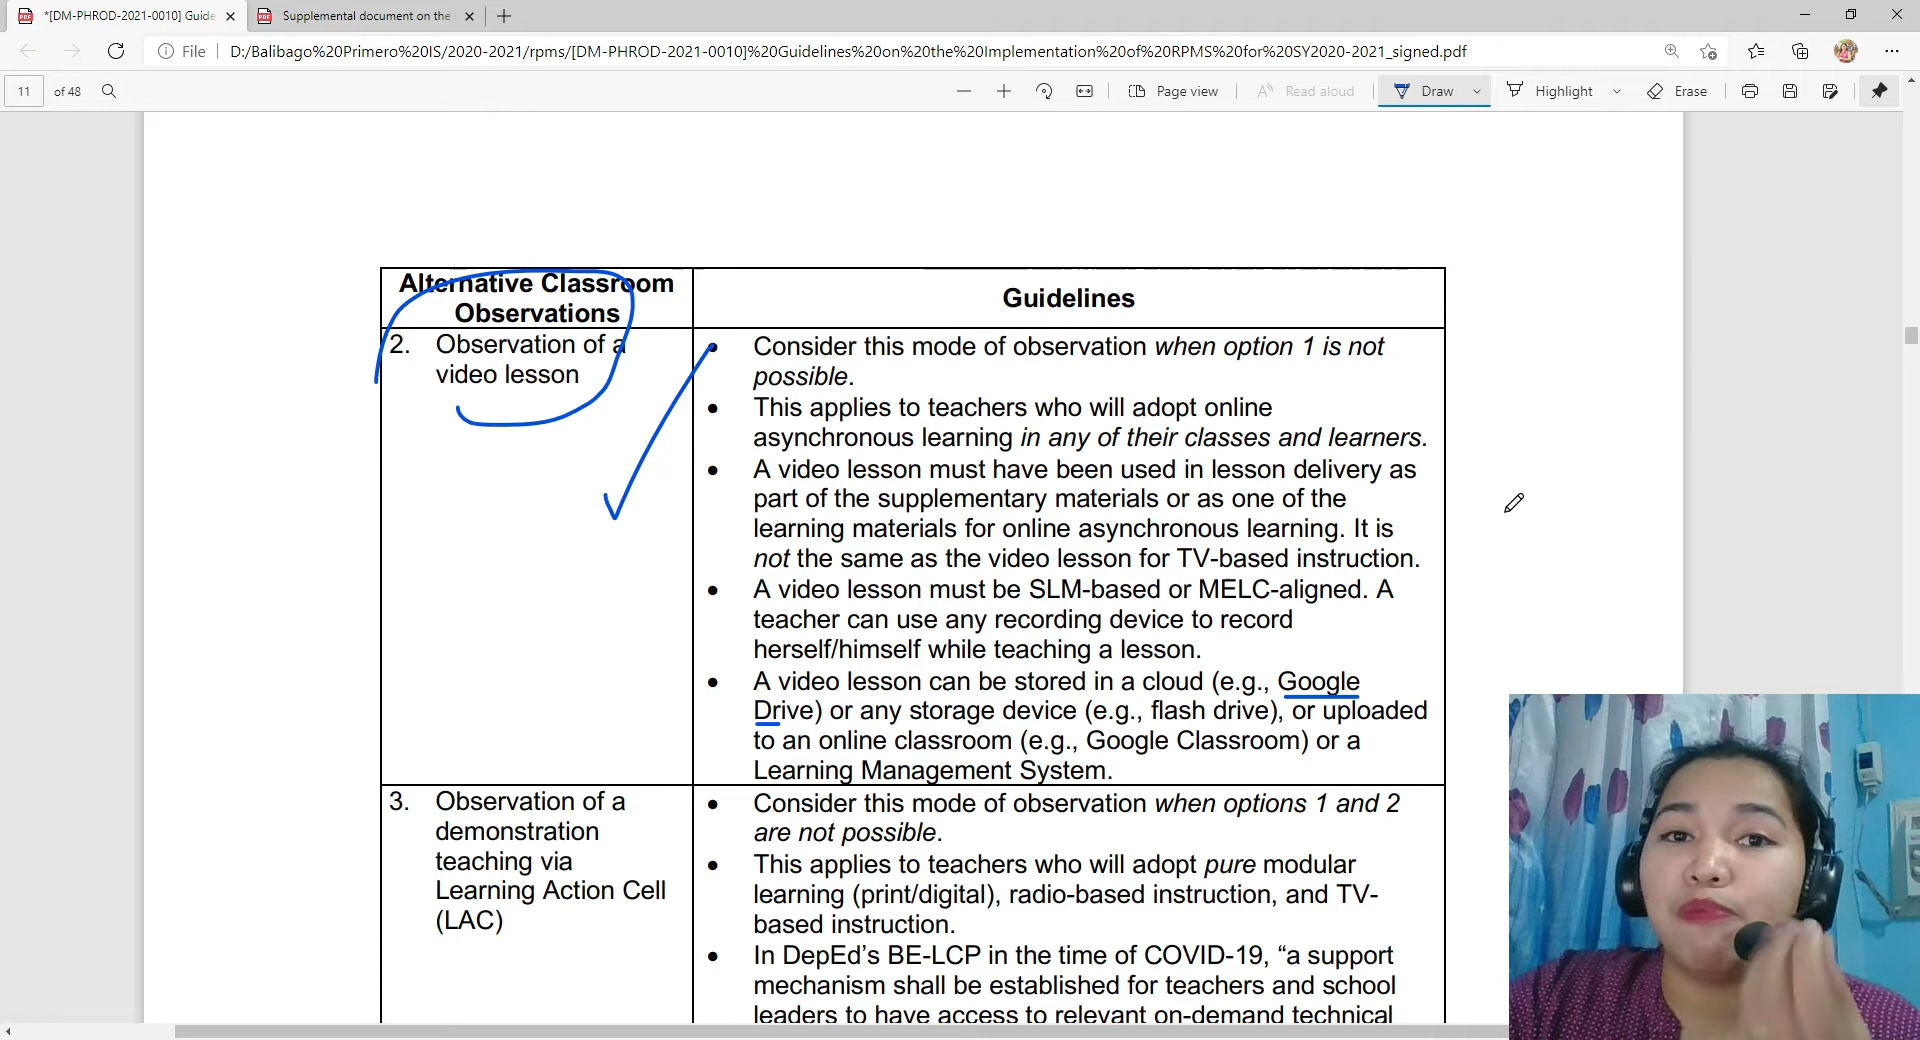 *[DM-PHROD-2021-0010] Guide
Supplemental document on the
File
D:/Balibago%20Primero%20IS/2020-2021/rpms/[DM-PHROD-2021-0010]%20Guidelines%20on%20the%20Implementation%20of%20RPMS%20for%20SY2020-2021_signed.pdf
11 of 48
Page view
Read aloud
Draw
Highlight
Erase
Alternative Classroom
Observations
Guidelines
2. Observation of a
video lesson
• Consider this mode of observation when option 1 is not
possible.
• This applies to teachers who will adopt online
asynchronous learning in any of their classes and learners.
• A video lesson must have been used in lesson delivery as
part of the supplementary materials or as one of the
learning materials for online asynchronous learning. It is
not the same as the video lesson for TV-based instruction.
• A video lesson must be SLM-based or MELC-aligned. A
teacher can use any recording device to record
herself/himself while teaching a lesson.
• A video lesson can be stored in a cloud (e.g., Google
Drive) or any storage device (e.g., flash drive), or uploaded
to an online classroom (e.g., Google Classroom) or a
Learning Management System.
3. Observation of a
demonstration
teaching via
Learning Action Cell
(LAC)
• Consider this mode of observation when options 1 and 2
are not possible.
• This applies to teachers who will adopt pure modular
learning (print/digital), radio-based instruction, and TV-
based instruction.
• In DepEd’s BE-LCP in the time of COVID-19, “a support
mechanism shall be established for teachers and school
leaders to have access to relevant on-demand technical